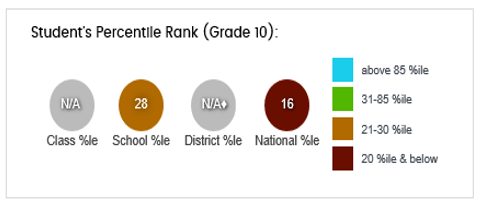 Student's Percentile Rank (Grade 10):
N/A 28 N/A♦ 16
Class %le School %le District %le National %le
above 85 %ile
31-85 %ile
21-30 %ile
20 %ile & below